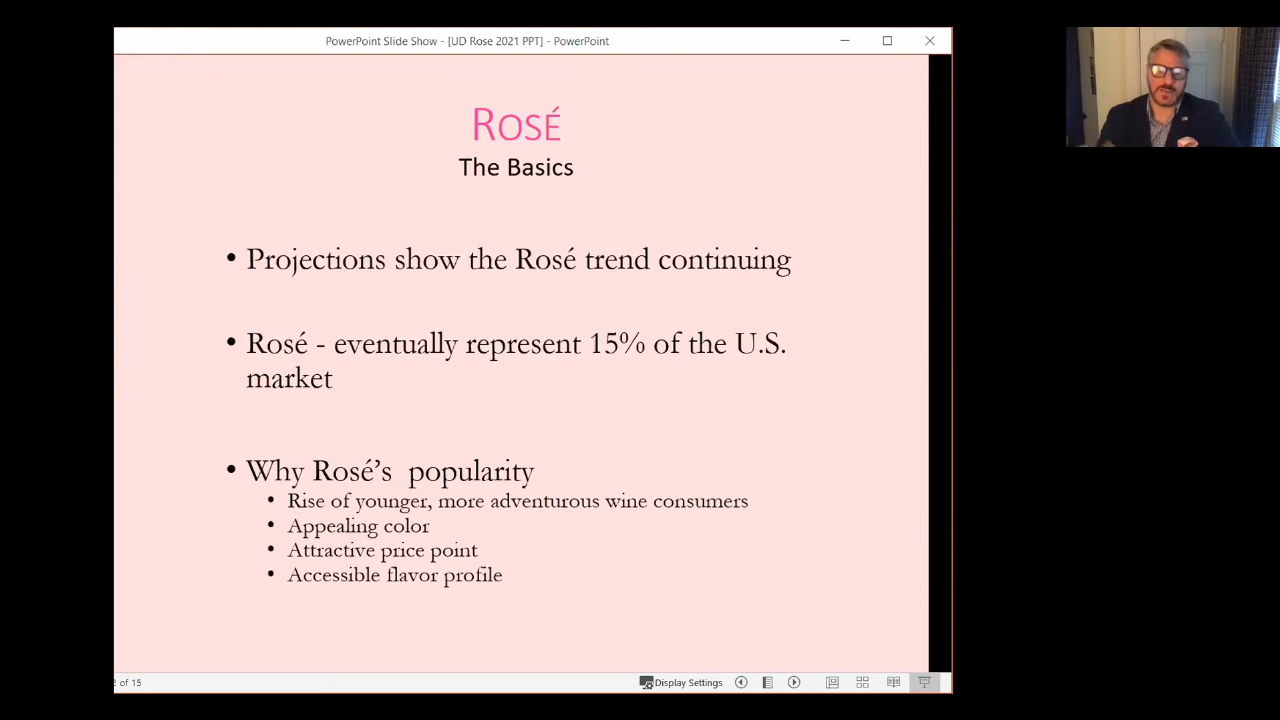 PowerPoint Slide Show - [UD Rose 2021 PPT] - PowerPoint
ROSÉ
The Basics
• Projections show the Rosé trend continuing
• Rosé - eventually represent 15% of the U.S.
market
• Why Rosé’s  popularity
• Rise of younger, more adventurous wine consumers
• Appealing color
• Attractive price point
• Accessible flavor profile
2 of 15
Display Settings